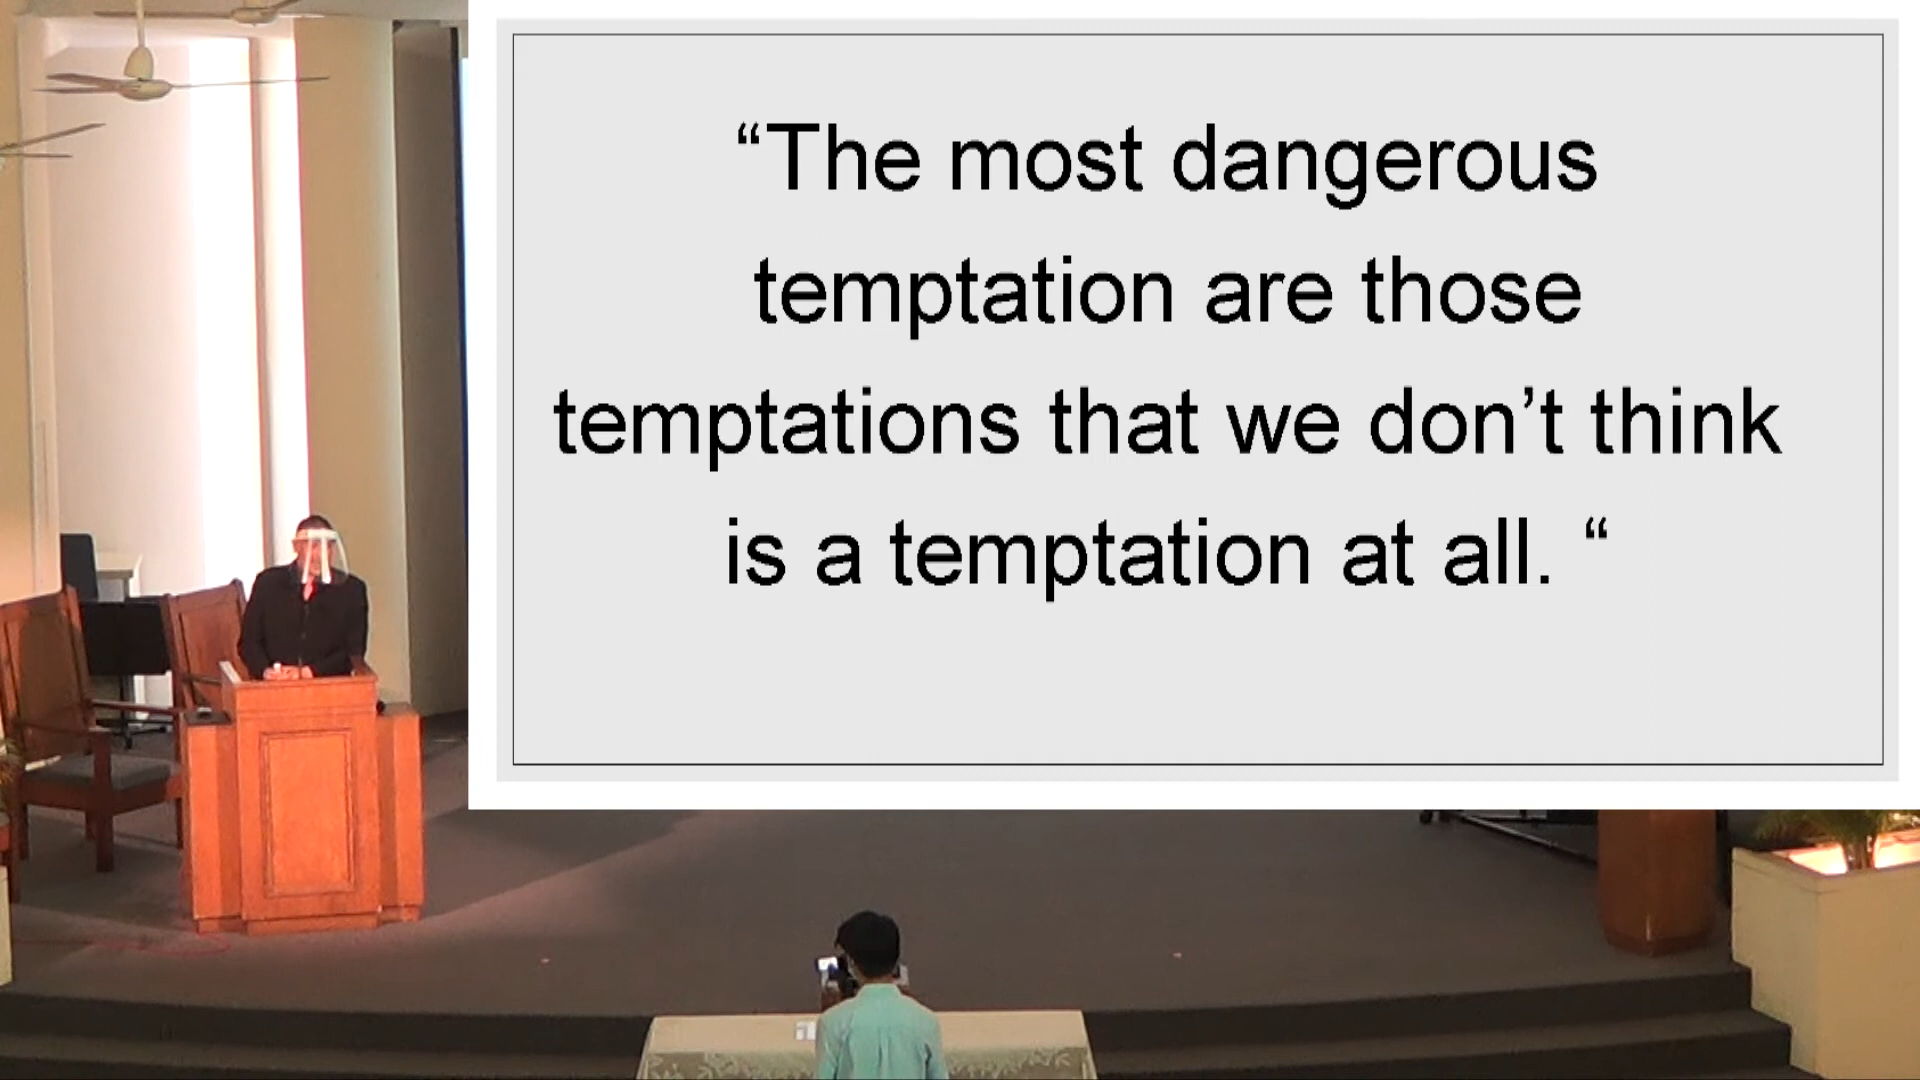 “The most dangerous
temptation are those
temptations that we don’t think
is a temptation at all. “